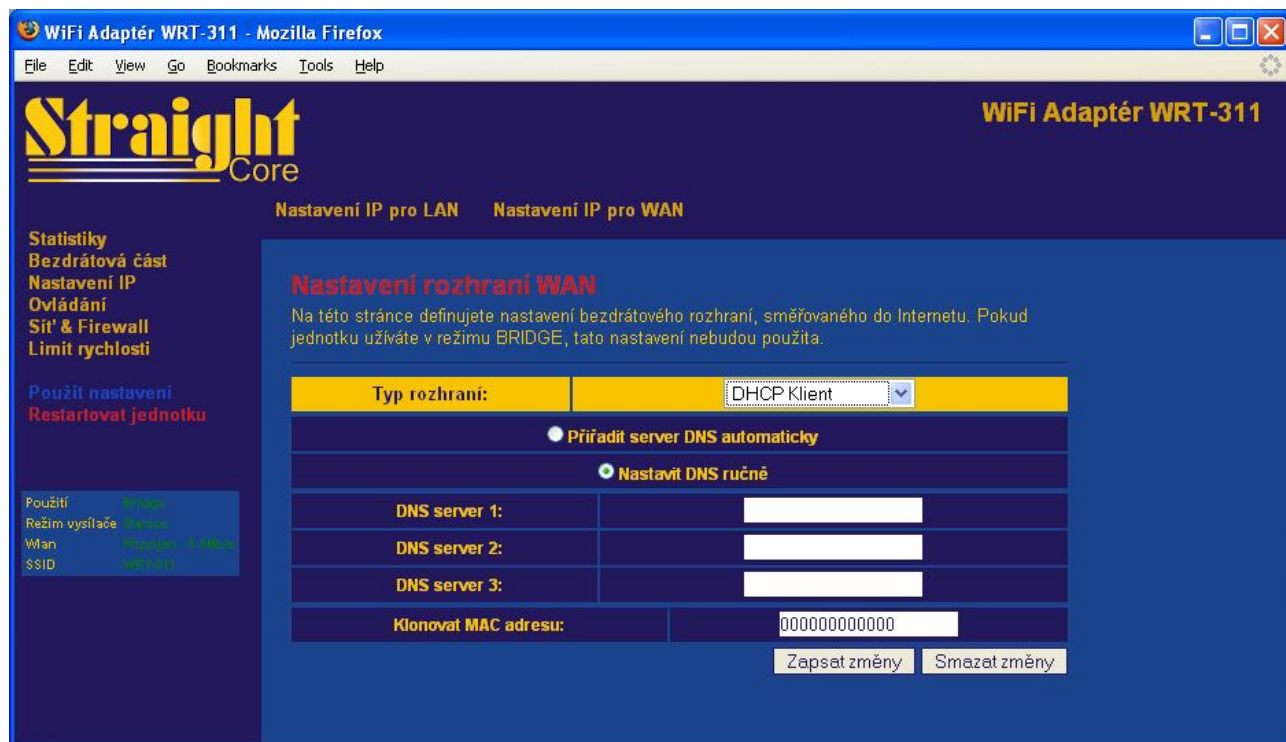 WiFi Adaptér WRT-311 - Mozilla Firefox
File Edit View Go Bookmarks Tools Help
Straight
Core
WiFi Adaptér WRT-311
Nastavení IP pro LAN Nastavení IP pro WAN
Statistiky
Bezdrátová část
Nastavení IP
Ovládání
Síť & Firewall
Limit rychlosti
Použít nastavení
Restartovat jednotku
Použití Bridge
Režim vysílače
Wlan
SSID WRT-311
Nastavení rozhraní WAN
Na této stránce definujete nastavení bezdrátového rozhraní, směřovaného do Internetu. Pokud
jednotku užíváte v režimu BRIDGE, tato nastavení nebudou použita.
Typ rozhraní: DHCP Klient
Přiřadit server DNS automaticky
Nastavit DNS ručně
DNS server 1:
DNS server 2:
DNS server 3:
Klonovat MAC adresu: 000000000000
Zapsat změny Smazat změny